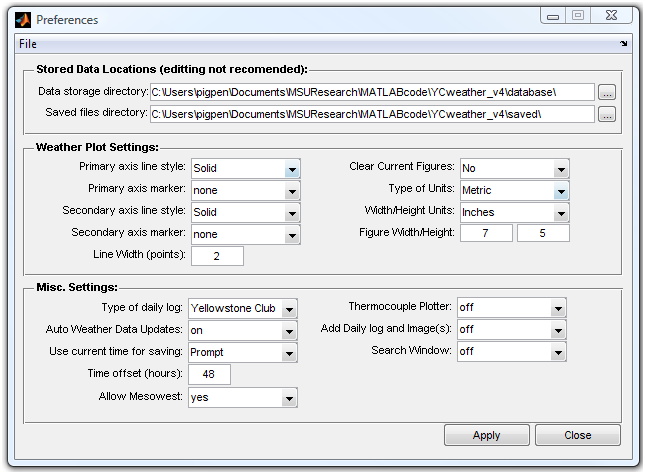 Preferences
File
Stored Data Locations (editting not recomended):
Data storage directory: C:\Users\pigpen\Documents\MSUResearch\MATLABcode\YCweather_v4\database\ ...
Saved files directory: C:\Users\pigpen\Documents\MSUResearch\MATLABcode\YCweather_v4\saved\ ...
Weather Plot Settings:
Primary axis line style: Solid Clear Current Figures: No
Primary axis marker: none Type of Units: Metric
Secondary axis line style: Solid Width/Height Units: Inches
Secondary axis marker: none Figure Width/Height: 7 5
Line Width (points): 2
Misc. Settings:
Type of daily log: Yellowstone Club Thermocouple Plotter: off
Auto Weather Data Updates: on Add Daily log and Image(s): off
Use current time for saving: Prompt Search Window: off
Time offset (hours): 48
Allow Mesowest: yes
Apply Close